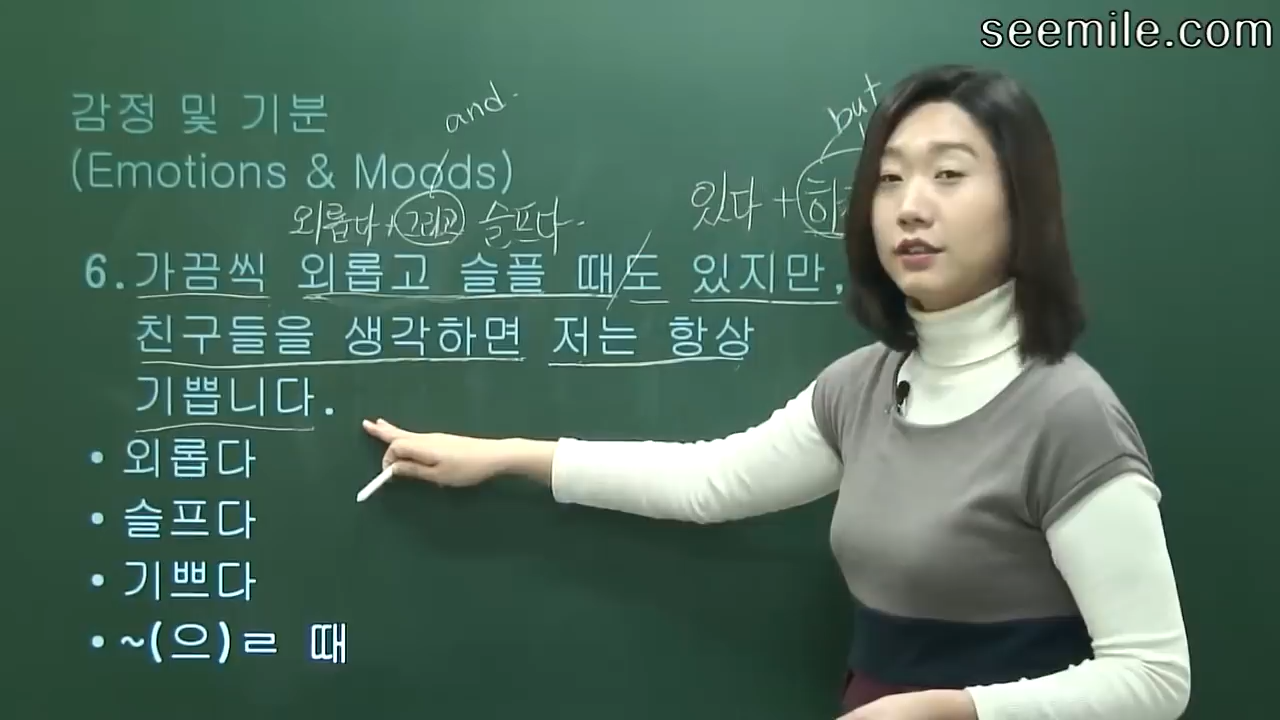 seemile.com
감정 및 기분
(Emotions & Moods)
and.
but
외롭다 + 그리고 슬프다.
있다 + 하
6. 가끔씩 외롭고 슬플 때도 있지만,
친구들을 생각하면 저는 항상
기쁩니다.
• 외롭다
• 슬프다
• 기쁘다
• ~(으)ㄹ 때